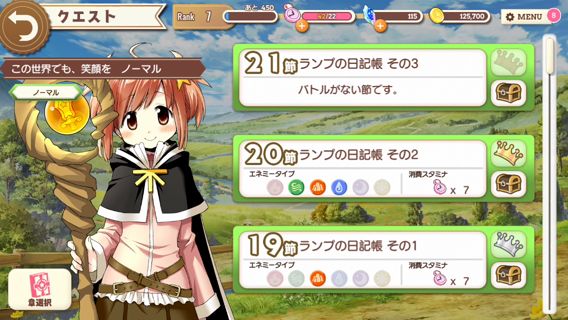 クエスト
Rank 7
あと 450
42/22
115
125,700
MENU
8
この世界でも、笑顔を ノーマル
ノーマル
21節 ランプの日記帳 その3
バトルがない節です。
20節 ランプの日記帳 その2
エネミータイプ
消費スタミナ
x 7
19節 ランプの日記帳 その1
エネミータイプ
消費スタミナ
x 7
章選択